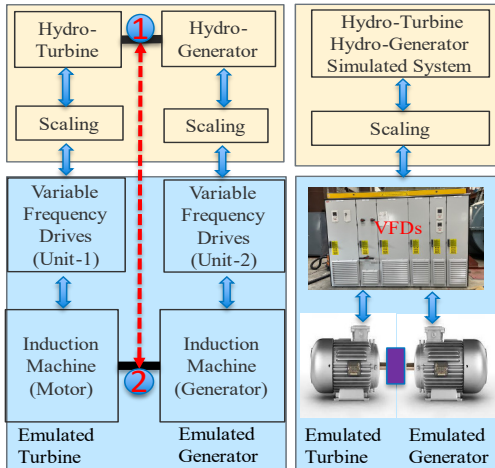 Hydro-
Turbine
1
Hydro-
Generator
Scaling
Scaling
Variable
Frequency
Drives
(Unit-1)
Variable
Frequency
Drives
(Unit-2)
Induction
Machine
(Motor)
2
Induction
Machine
(Generator)
Emulated
Turbine
Emulated
Generator
Hydro-Turbine
Hydro-Generator
Simulated System
Scaling
VFDs
Emulated
Turbine
Emulated
Generator